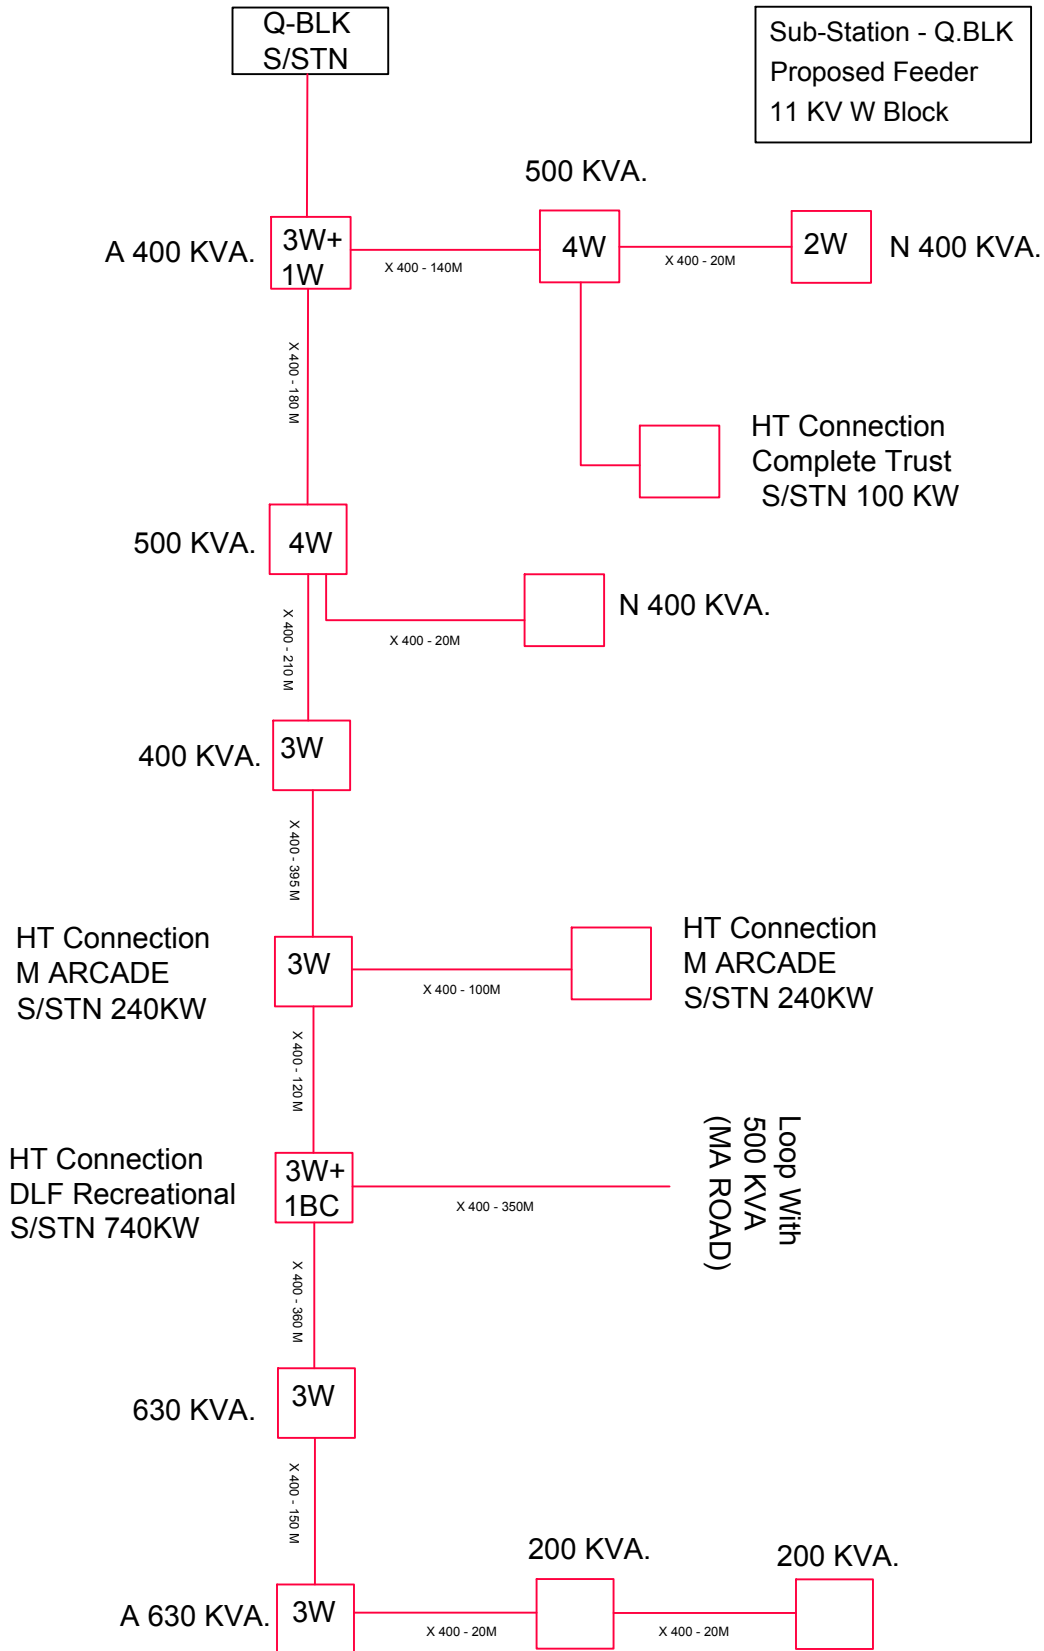 Q-BLK
S/STN
Sub-Station - Q.BLK
Proposed Feeder
11 KV W Block
500 KVA.
A 400 KVA.
3W+
1W
X 400 - 140M
4W
X 400 - 20M
2W
N 400 KVA.
X 400 - 180 M
HT Connection
Complete Trust
S/STN 100 KW
500 KVA.
4W
N 400 KVA.
X 400 - 20M
X 400 - 210 M
400 KVA.
3W
X 400 - 395 M
HT Connection
M ARCADE
S/STN 240KW
3W
X 400 - 100M
HT Connection
M ARCADE
S/STN 240KW
X 400 - 120 M
HT Connection
DLF Recreational
S/STN 740KW
3W+
1BC
X 400 - 350M
Loop With
500 KVA
(MA ROAD)
X 400 - 360 M
630 KVA.
3W
X 400 - 150 M
200 KVA.
200 KVA.
A 630 KVA.
3W
X 400 - 20M
X 400 - 20M